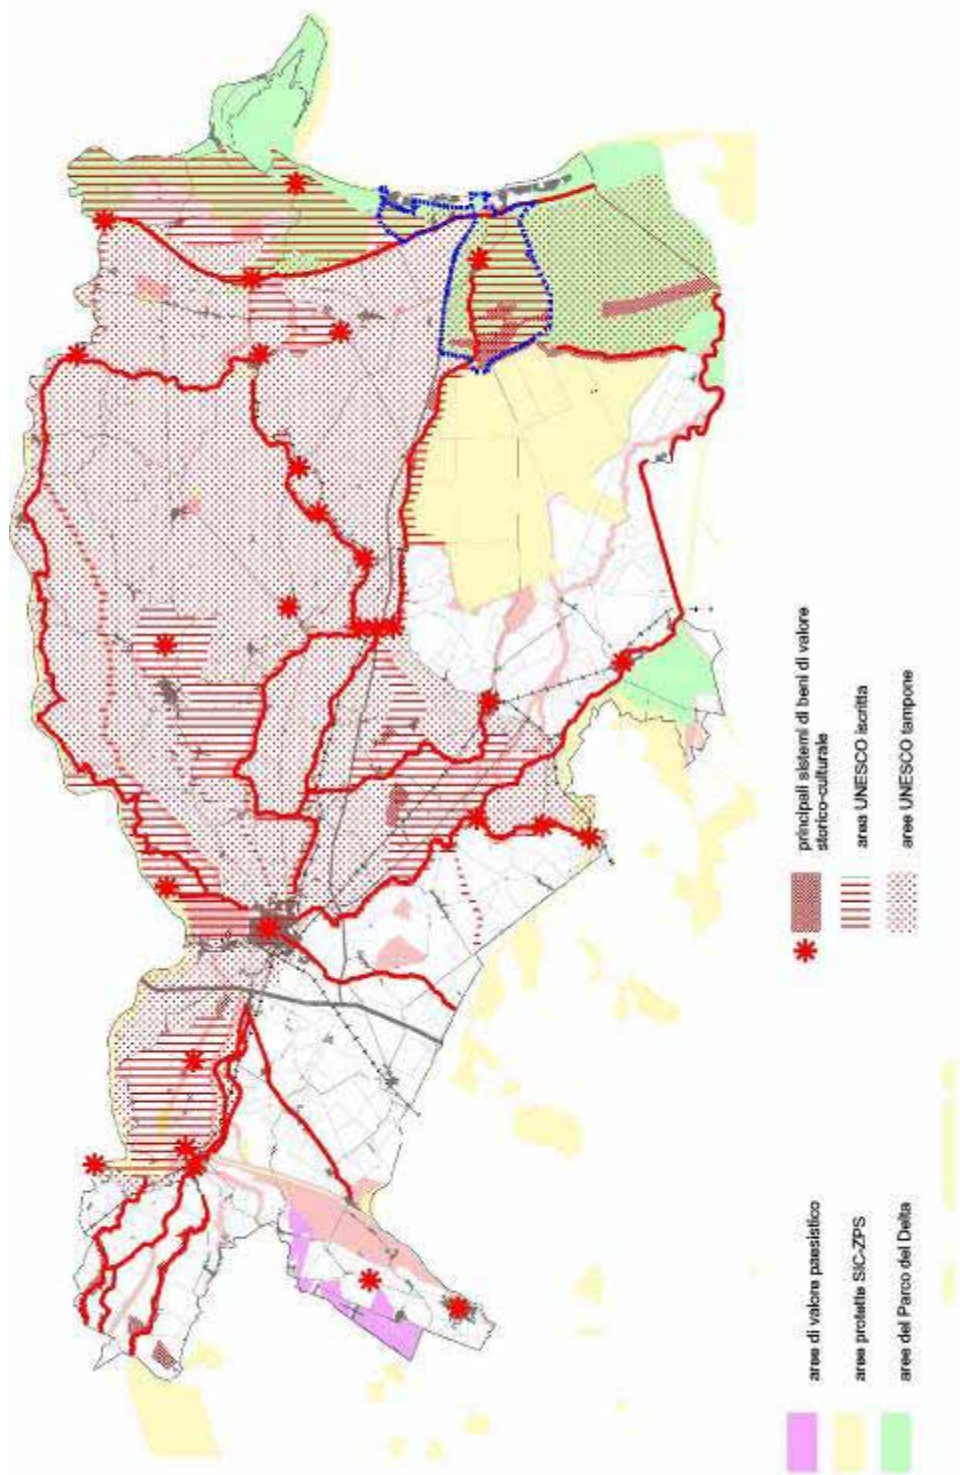 aree di valore paesistico
aree protette SIC-ZPS
aree del Parco del Delta
principali sistemi di beni di valore
storico-culturale
area UNESCO iscritta
aree UNESCO tampone